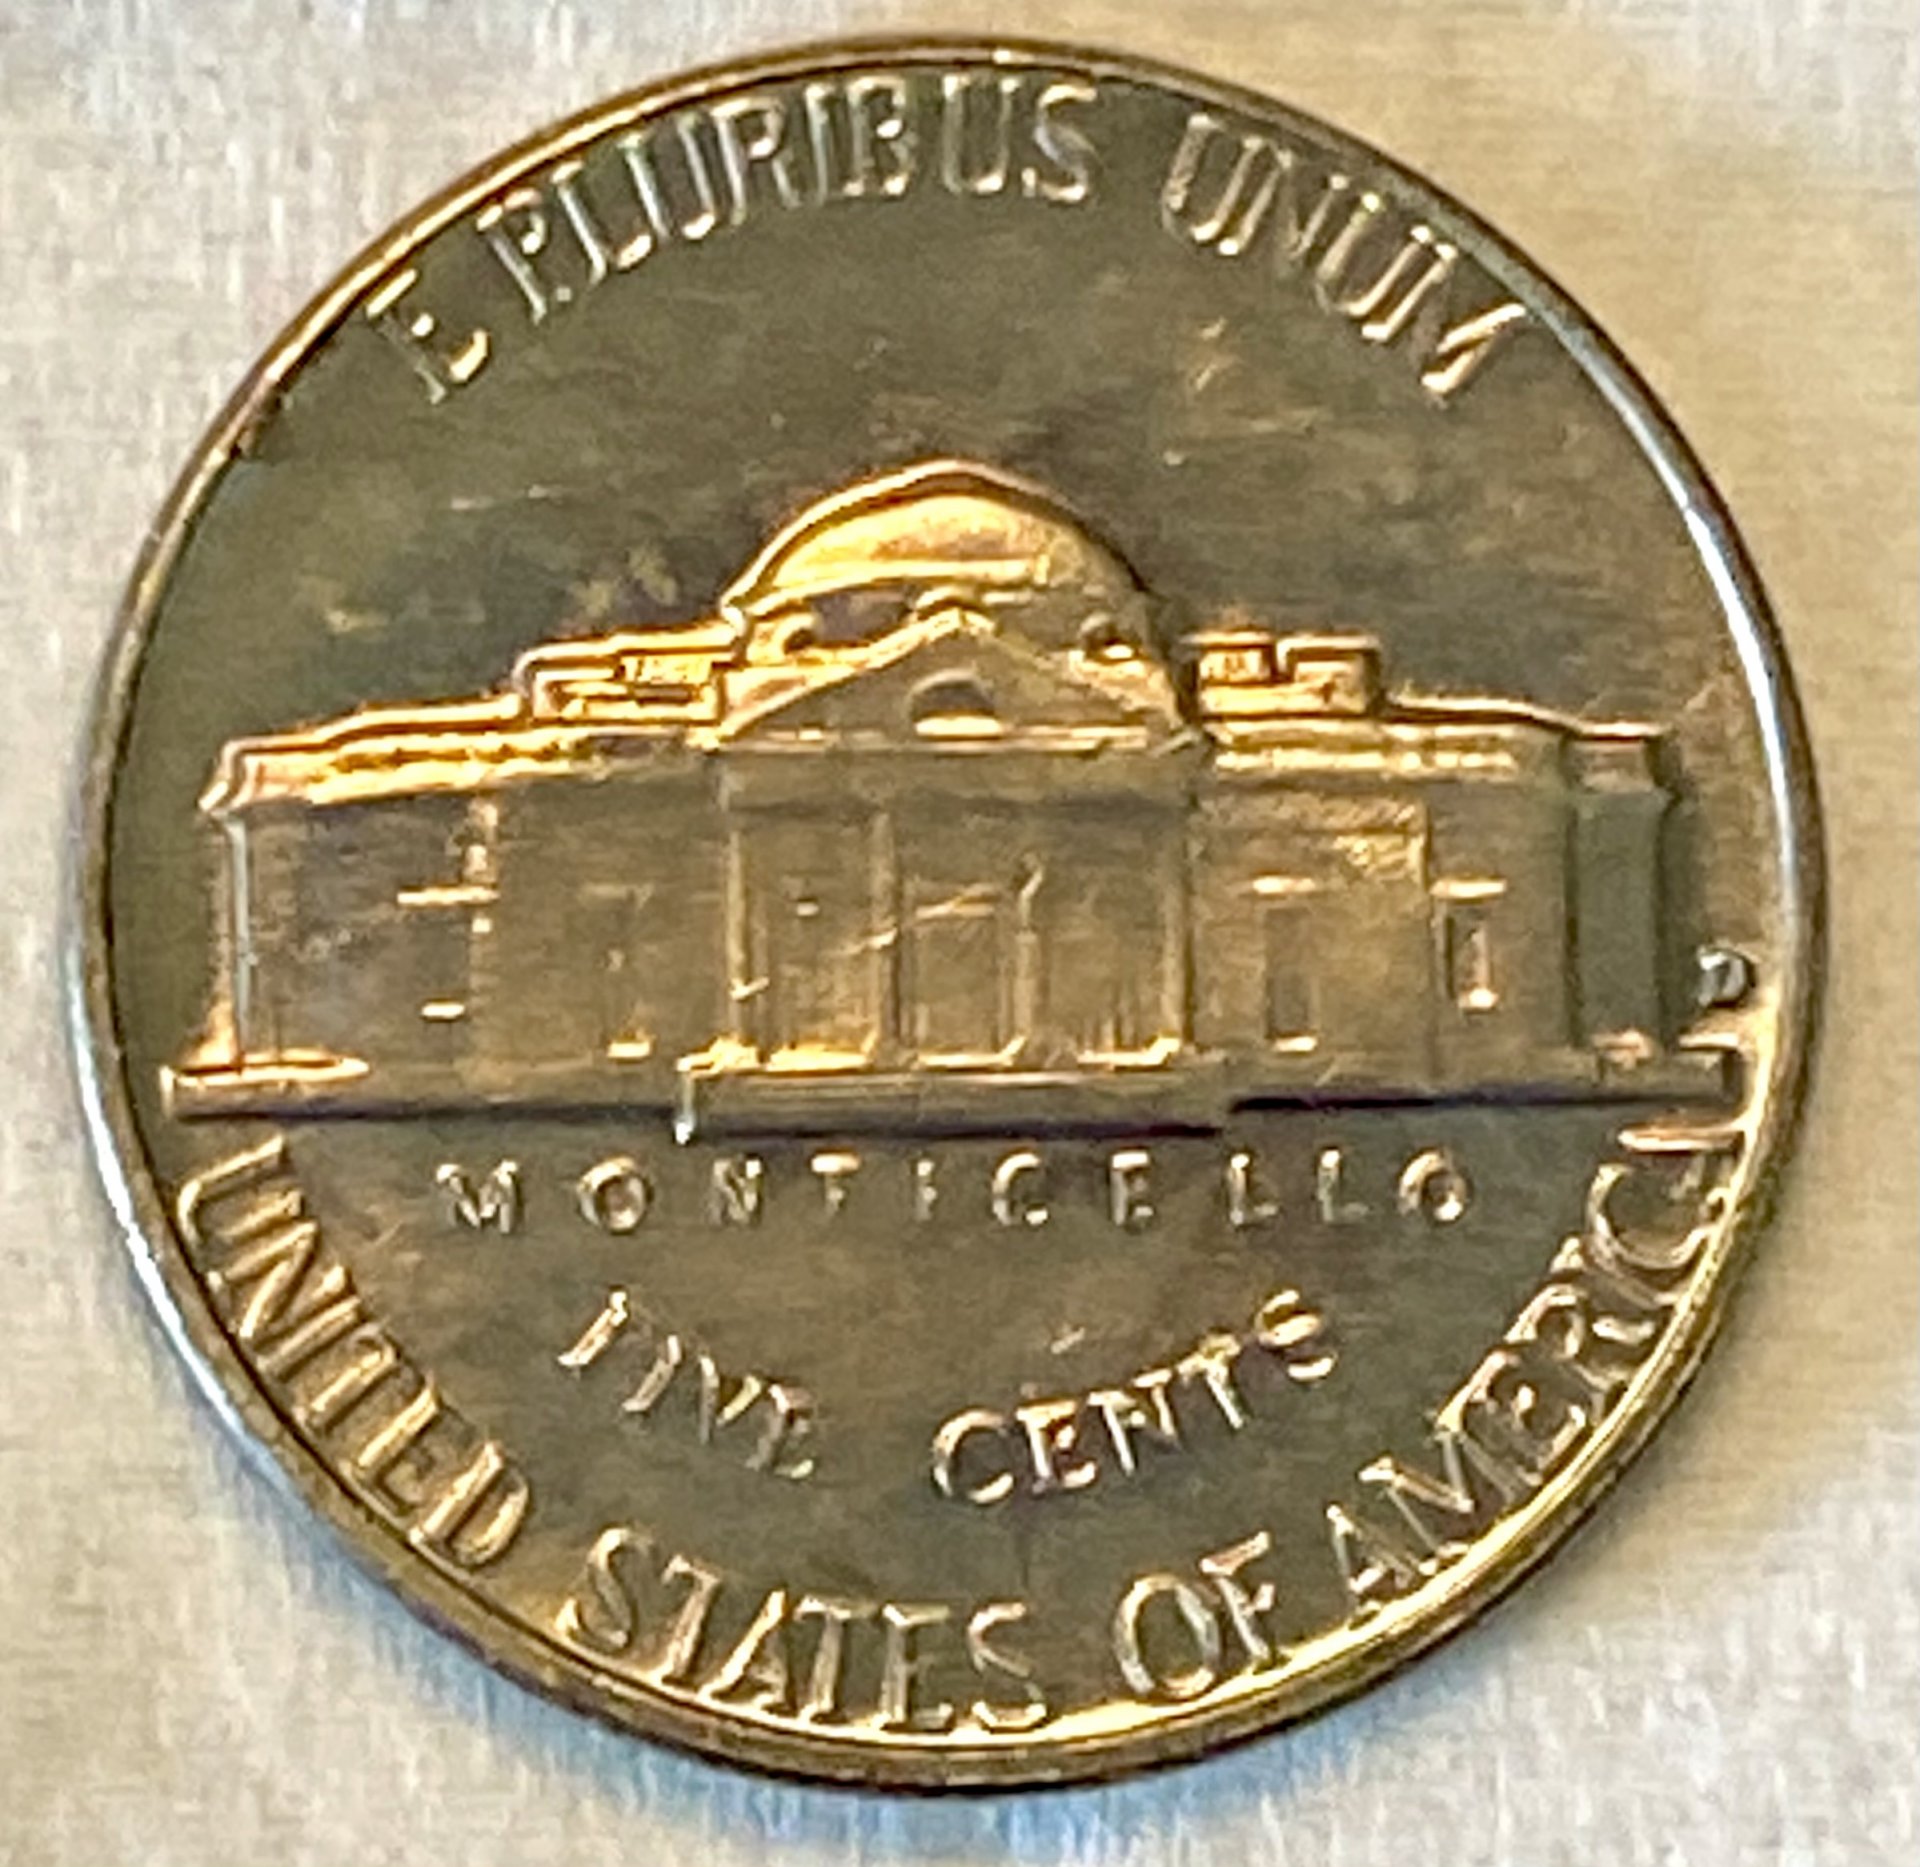 E PLURIBUS UNUM
D
MONTICELLO
FIVE CENTS
UNITED STATES OF AMERICA